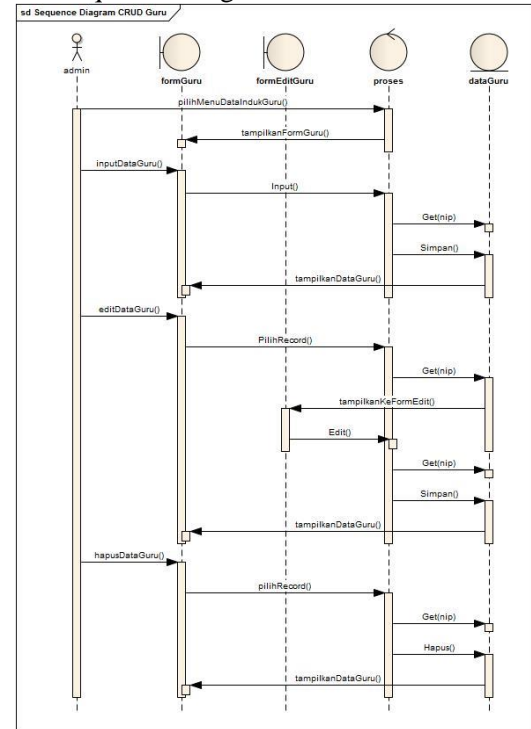 sd Sequence Diagram CRUD Guru
admin
formGuru
formEditGuru
proses
dataGuru
pilihMenuDataIndukGuru()
tampilkanFormGuru()
inputDataGuru()
Input()
Get(nip)
Simpan()
tampilkanDataGuru()
editDataGuru()
PilihRecord()
Get(nip)
tampilkanKeFormEdit()
Edit()
Get(nip)
Simpan()
tampilkanDataGuru()
hapusDataGuru()
pilihRecord()
Get(nip)
Hapus()
tampilkanDataGuru()